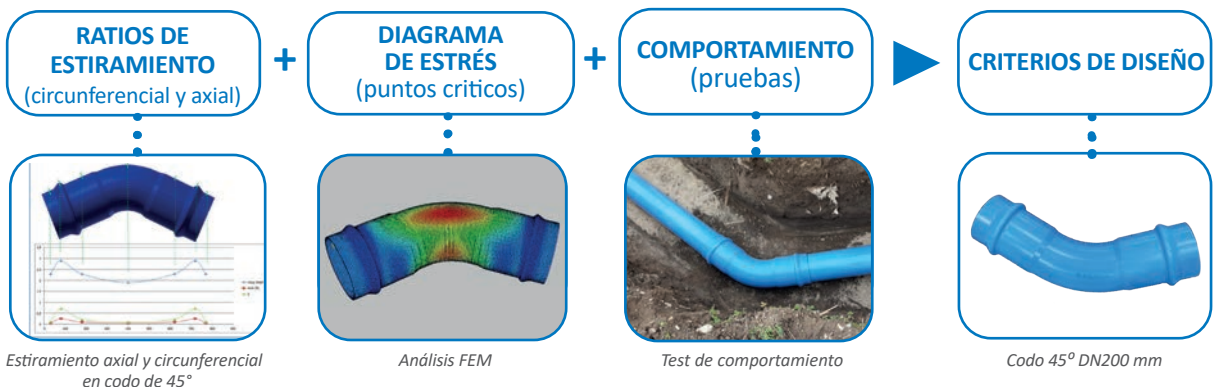 RATIOS DE
ESTIRAMIENTO
(circunferencial y axial)
+
DIAGRAMA
DE ESTRÉS
(puntos criticos)
+
COMPORTAMIENTO
(pruebas)
CRITERIOS DE DISEÑO
Estiramiento axial y circunferencial
en codo de 45°
Análisis FEM
Test de comportamiento
Codo 45º DN200 mm